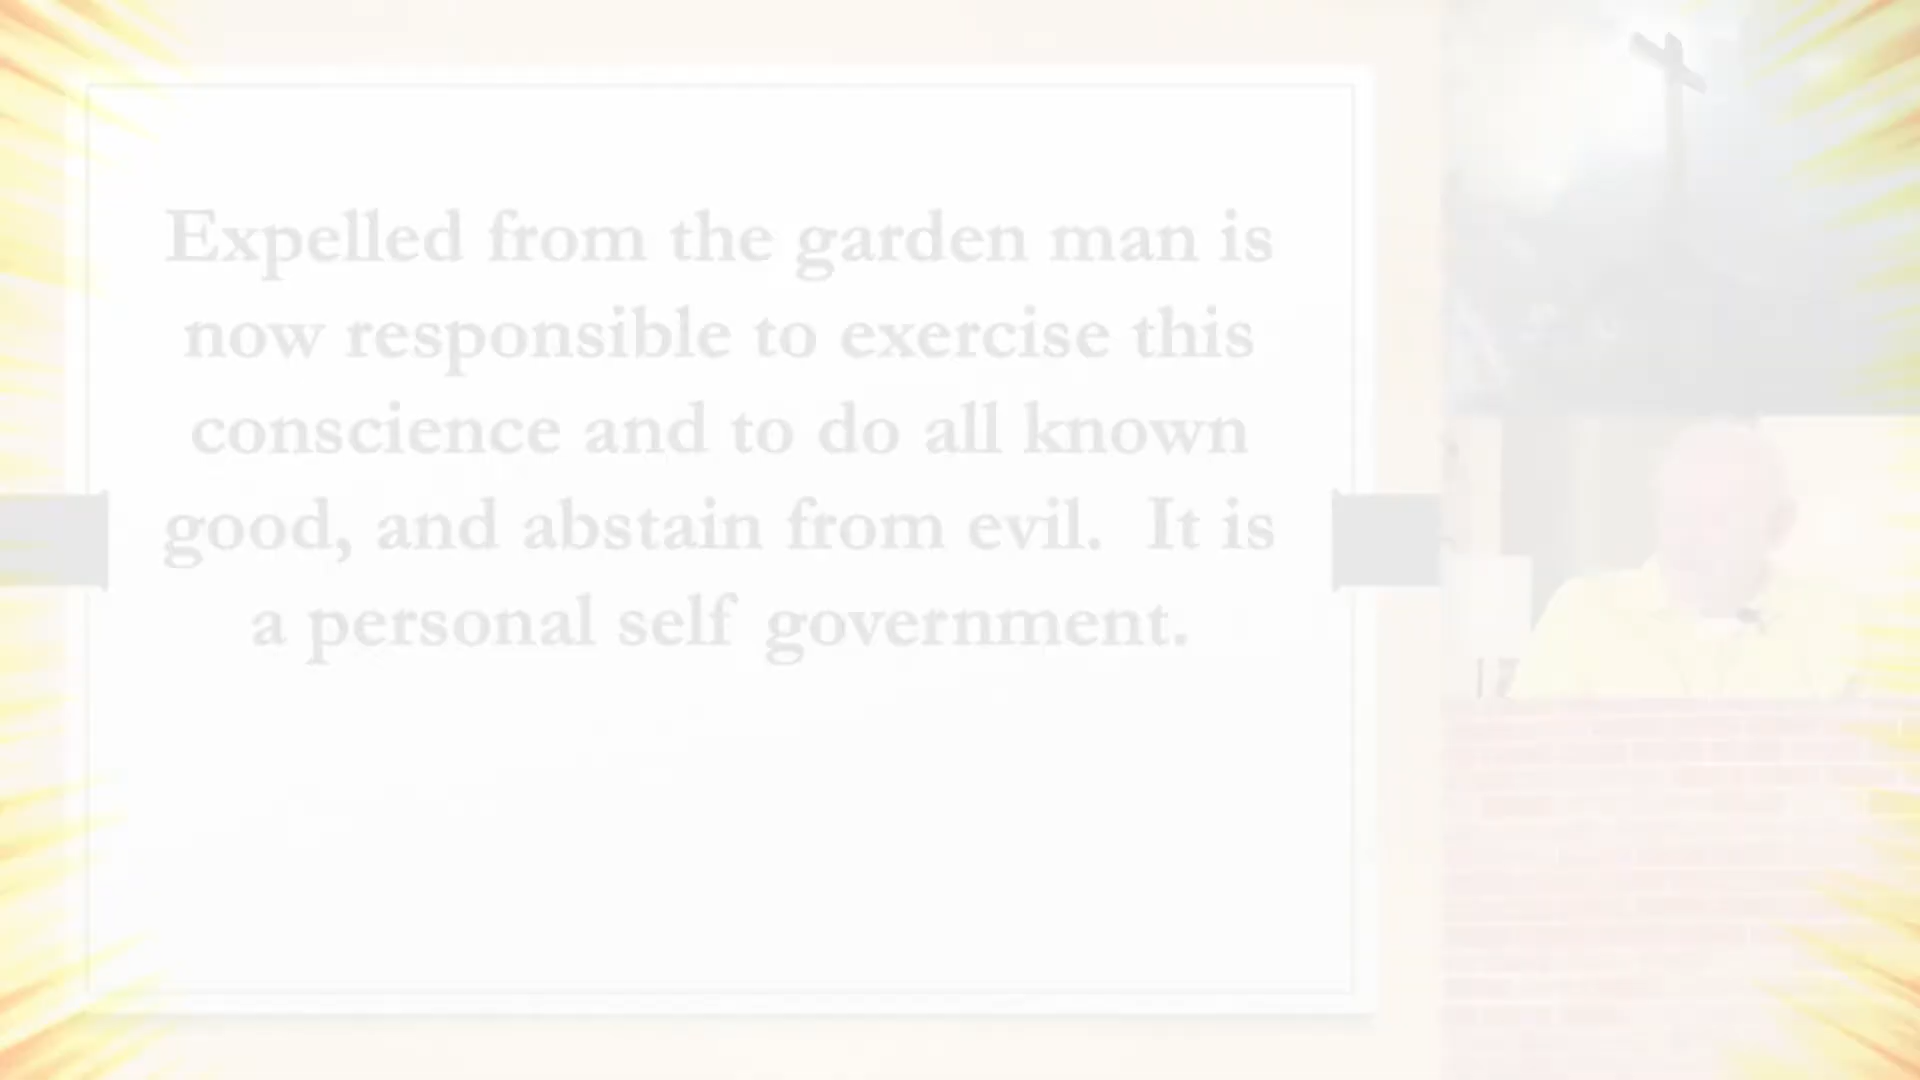 Expelled from the garden man is
now responsible to exercise this
conscience and to do all known
good, and abstain from evil.  It is
a personal self government.